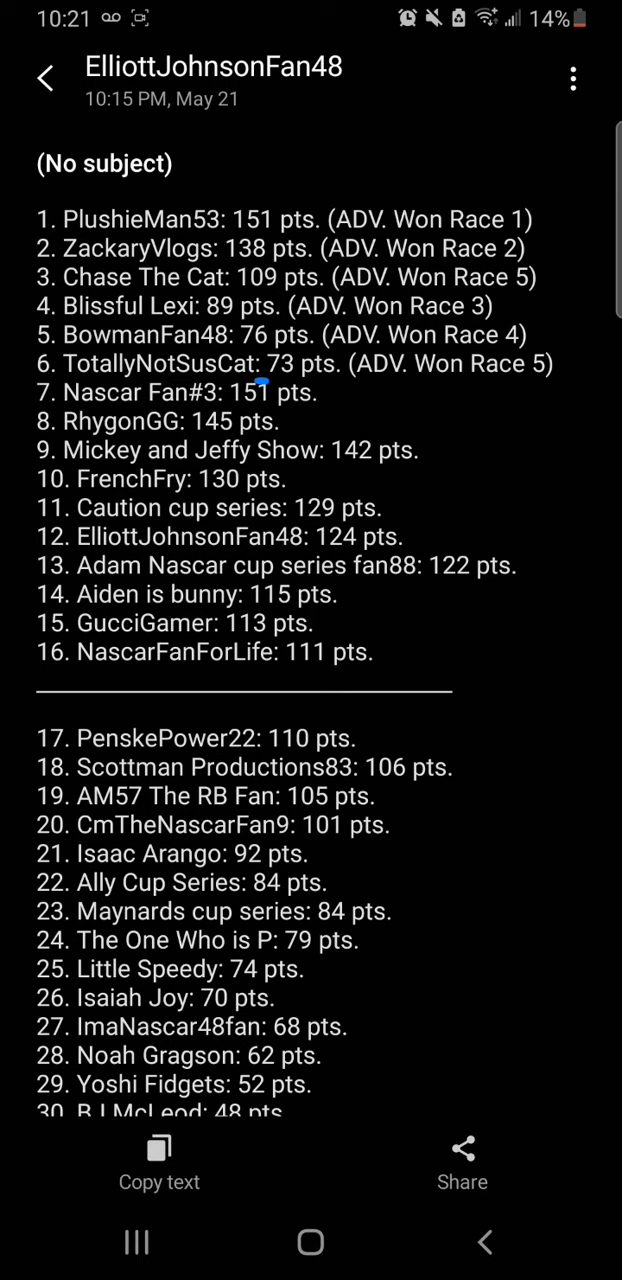 10:21 14%
ElliottJohnsonFan48
10:15 PM, May 21
(No subject)
1. PlushieMan53: 151 pts. (ADV. Won Race 1)
2. ZackaryVlogs: 138 pts. (ADV. Won Race 2)
3. Chase The Cat: 109 pts. (ADV. Won Race 5)
4. Blissful Lexi: 89 pts. (ADV. Won Race 3)
5. BowmanFan48: 76 pts. (ADV. Won Race 4)
6. TotallyNotSusCat: 73 pts. (ADV. Won Race 5)
7. Nascar Fan#3: 151 pts.
8. RhygonGG: 145 pts.
9. Mickey and Jeffy Show: 142 pts.
10. FrenchFry: 130 pts.
11. Caution cup series: 129 pts.
12. ElliottJohnsonFan48: 124 pts.
13. Adam Nascar cup series fan88: 122 pts.
14. Aiden is bunny: 115 pts.
15. GucciGamer: 113 pts.
16. NascarFanForLife: 111 pts.
17. PenskePower22: 110 pts.
18. Scottman Productions83: 106 pts.
19. AM57 The RB Fan: 105 pts.
20. CmTheNascarFan9: 101 pts.
21. Isaac Arango: 92 pts.
22. Ally Cup Series: 84 pts.
23. Maynards cup series: 84 pts.
24. The One Who is P: 79 pts.
25. Little Speedy: 74 pts.
26. Isaiah Joy: 70 pts.
27. ImaNascar48fan: 68 pts.
28. Noah Gragson: 62 pts.
29. Yoshi Fidgets: 52 pts.
30. BJ McLeod: 48 pts.
Copy text
Share